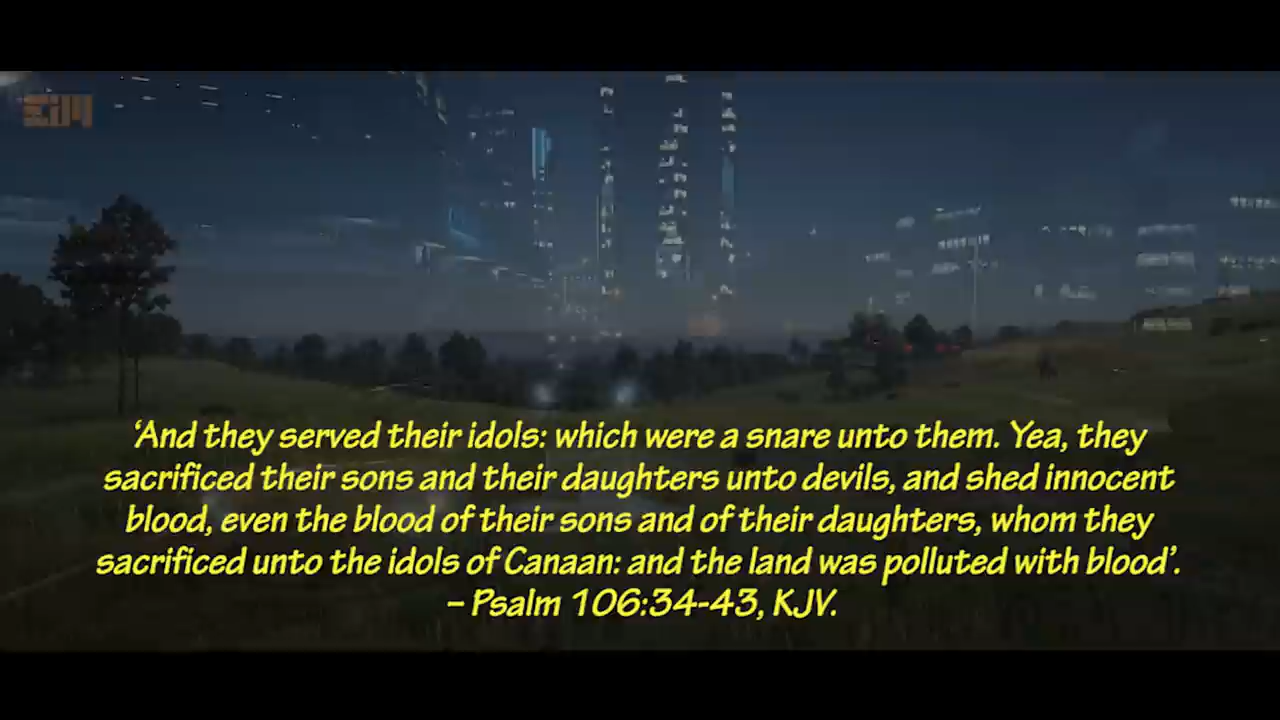 ‘And they served their idols: which were a snare unto them. Yea, they
sacrificed their sons and their daughters unto devils, and shed innocent
blood, even the blood of their sons and of their daughters, whom they
sacrificed unto the idols of Canaan: and the land was polluted with blood’.
– Psalm 106:34-43, KJV.